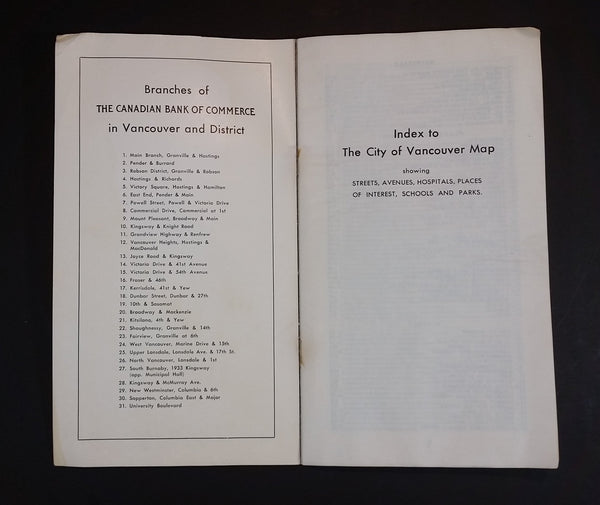 Branches of
THE CANADIAN BANK OF COMMERCE
in Vancouver and District
1. Main Branch, Granville & Hastings
2. Pender & Burrard
3. Robson District, Granville & Robson
4. Hastings & Richards
5. Victory Square, Hastings & Hamilton
6. East End, Pender & Main
7. Powell Street, Powell & Victoria Drive
8. Commercial Drive, Commercial at 1st
9. Mount Pleasant, Broadway & Main
10. Kingsway & Knight Road
11. Grandview Highway & Renfrew
12. Vancouver Heights, Hastings &
MacDonald
13. Joyce Road & Kingsway
14. Victoria Drive & 41st Avenue
15. Victoria Drive & 54th Avenue
16. Fraser & 46th
17. Kerrisdale, 41st & Yew
18. Dunbar Street, Dunbar & 27th
19. 10th & Sasamat
20. Broadway & Mackenzie
21. Kitsilano, 4th & Yew
22. Shaughnessy, Granville & 14th
23. Fairview, Granville at 6th
24. West Vancouver, Marine Drive & 15th
25. Upper Lonsdale, Lonsdale Ave. & 17th St.
26. North Vancouver, Lonsdale & 1st
27. South Burnaby, 1935 Kingsway
(opp. Municipal Hall)
28. Kingsway & McMurray Ave.
29. New Westminster, Columbia & 6th
30. Sapperton, Columbia East & Major
31. University Boulevard
Index to
The City of Vancouver Map
showing
STREETS, AVENUES, HOSPITALS, PLACES
OF INTEREST, SCHOOLS AND PARKS.